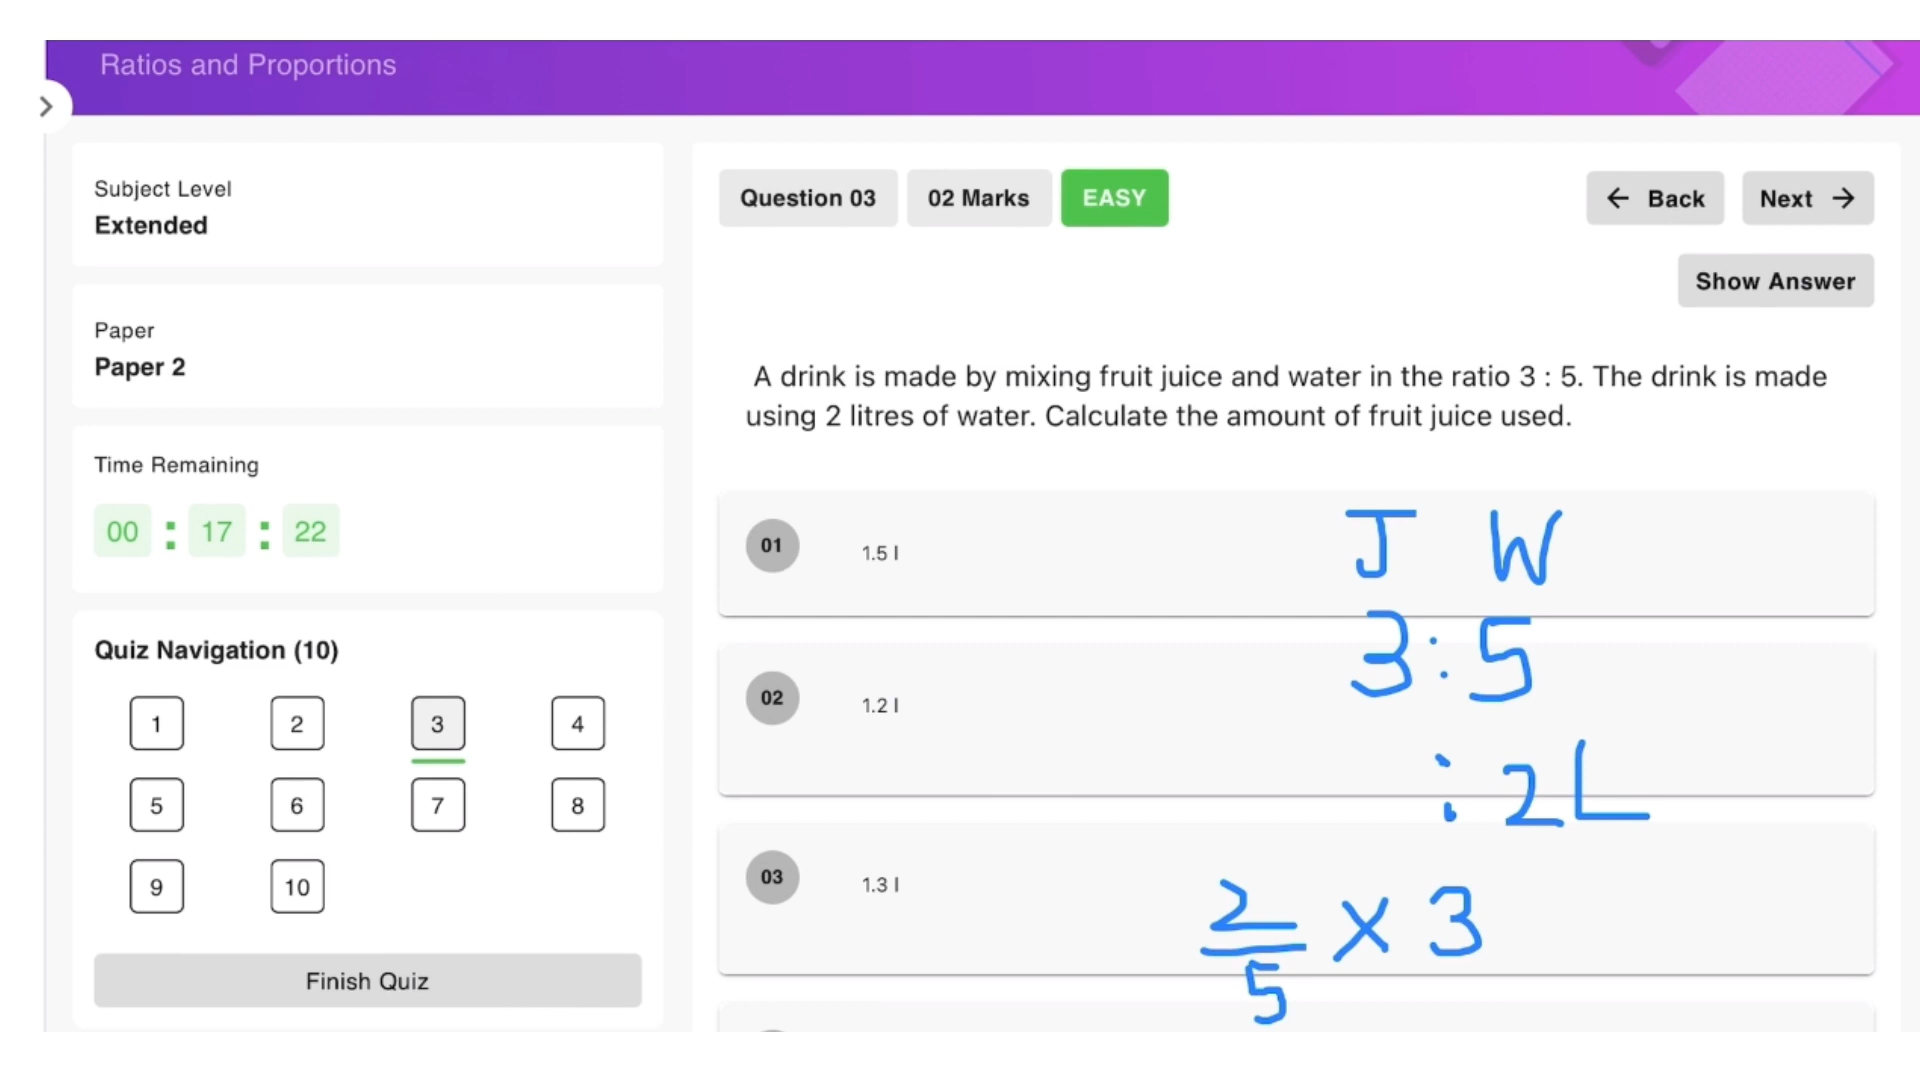 Ratios and Proportions
Subject Level
Extended
Paper
Paper 2
Time Remaining
00 : 17 : 22
Quiz Navigation (10)
1 2 3 4
5 6 7 8
9 10
Finish Quiz
Question 03 02 Marks EASY
← Back Next →
Show Answer
A drink is made by mixing fruit juice and water in the ratio 3 : 5. The drink is made
using 2 litres of water. Calculate the amount of fruit juice used.
01 1.5 l
02 1.2 l
03 1.3 l
J W
3 : 5
: 2L
2/5 × 3